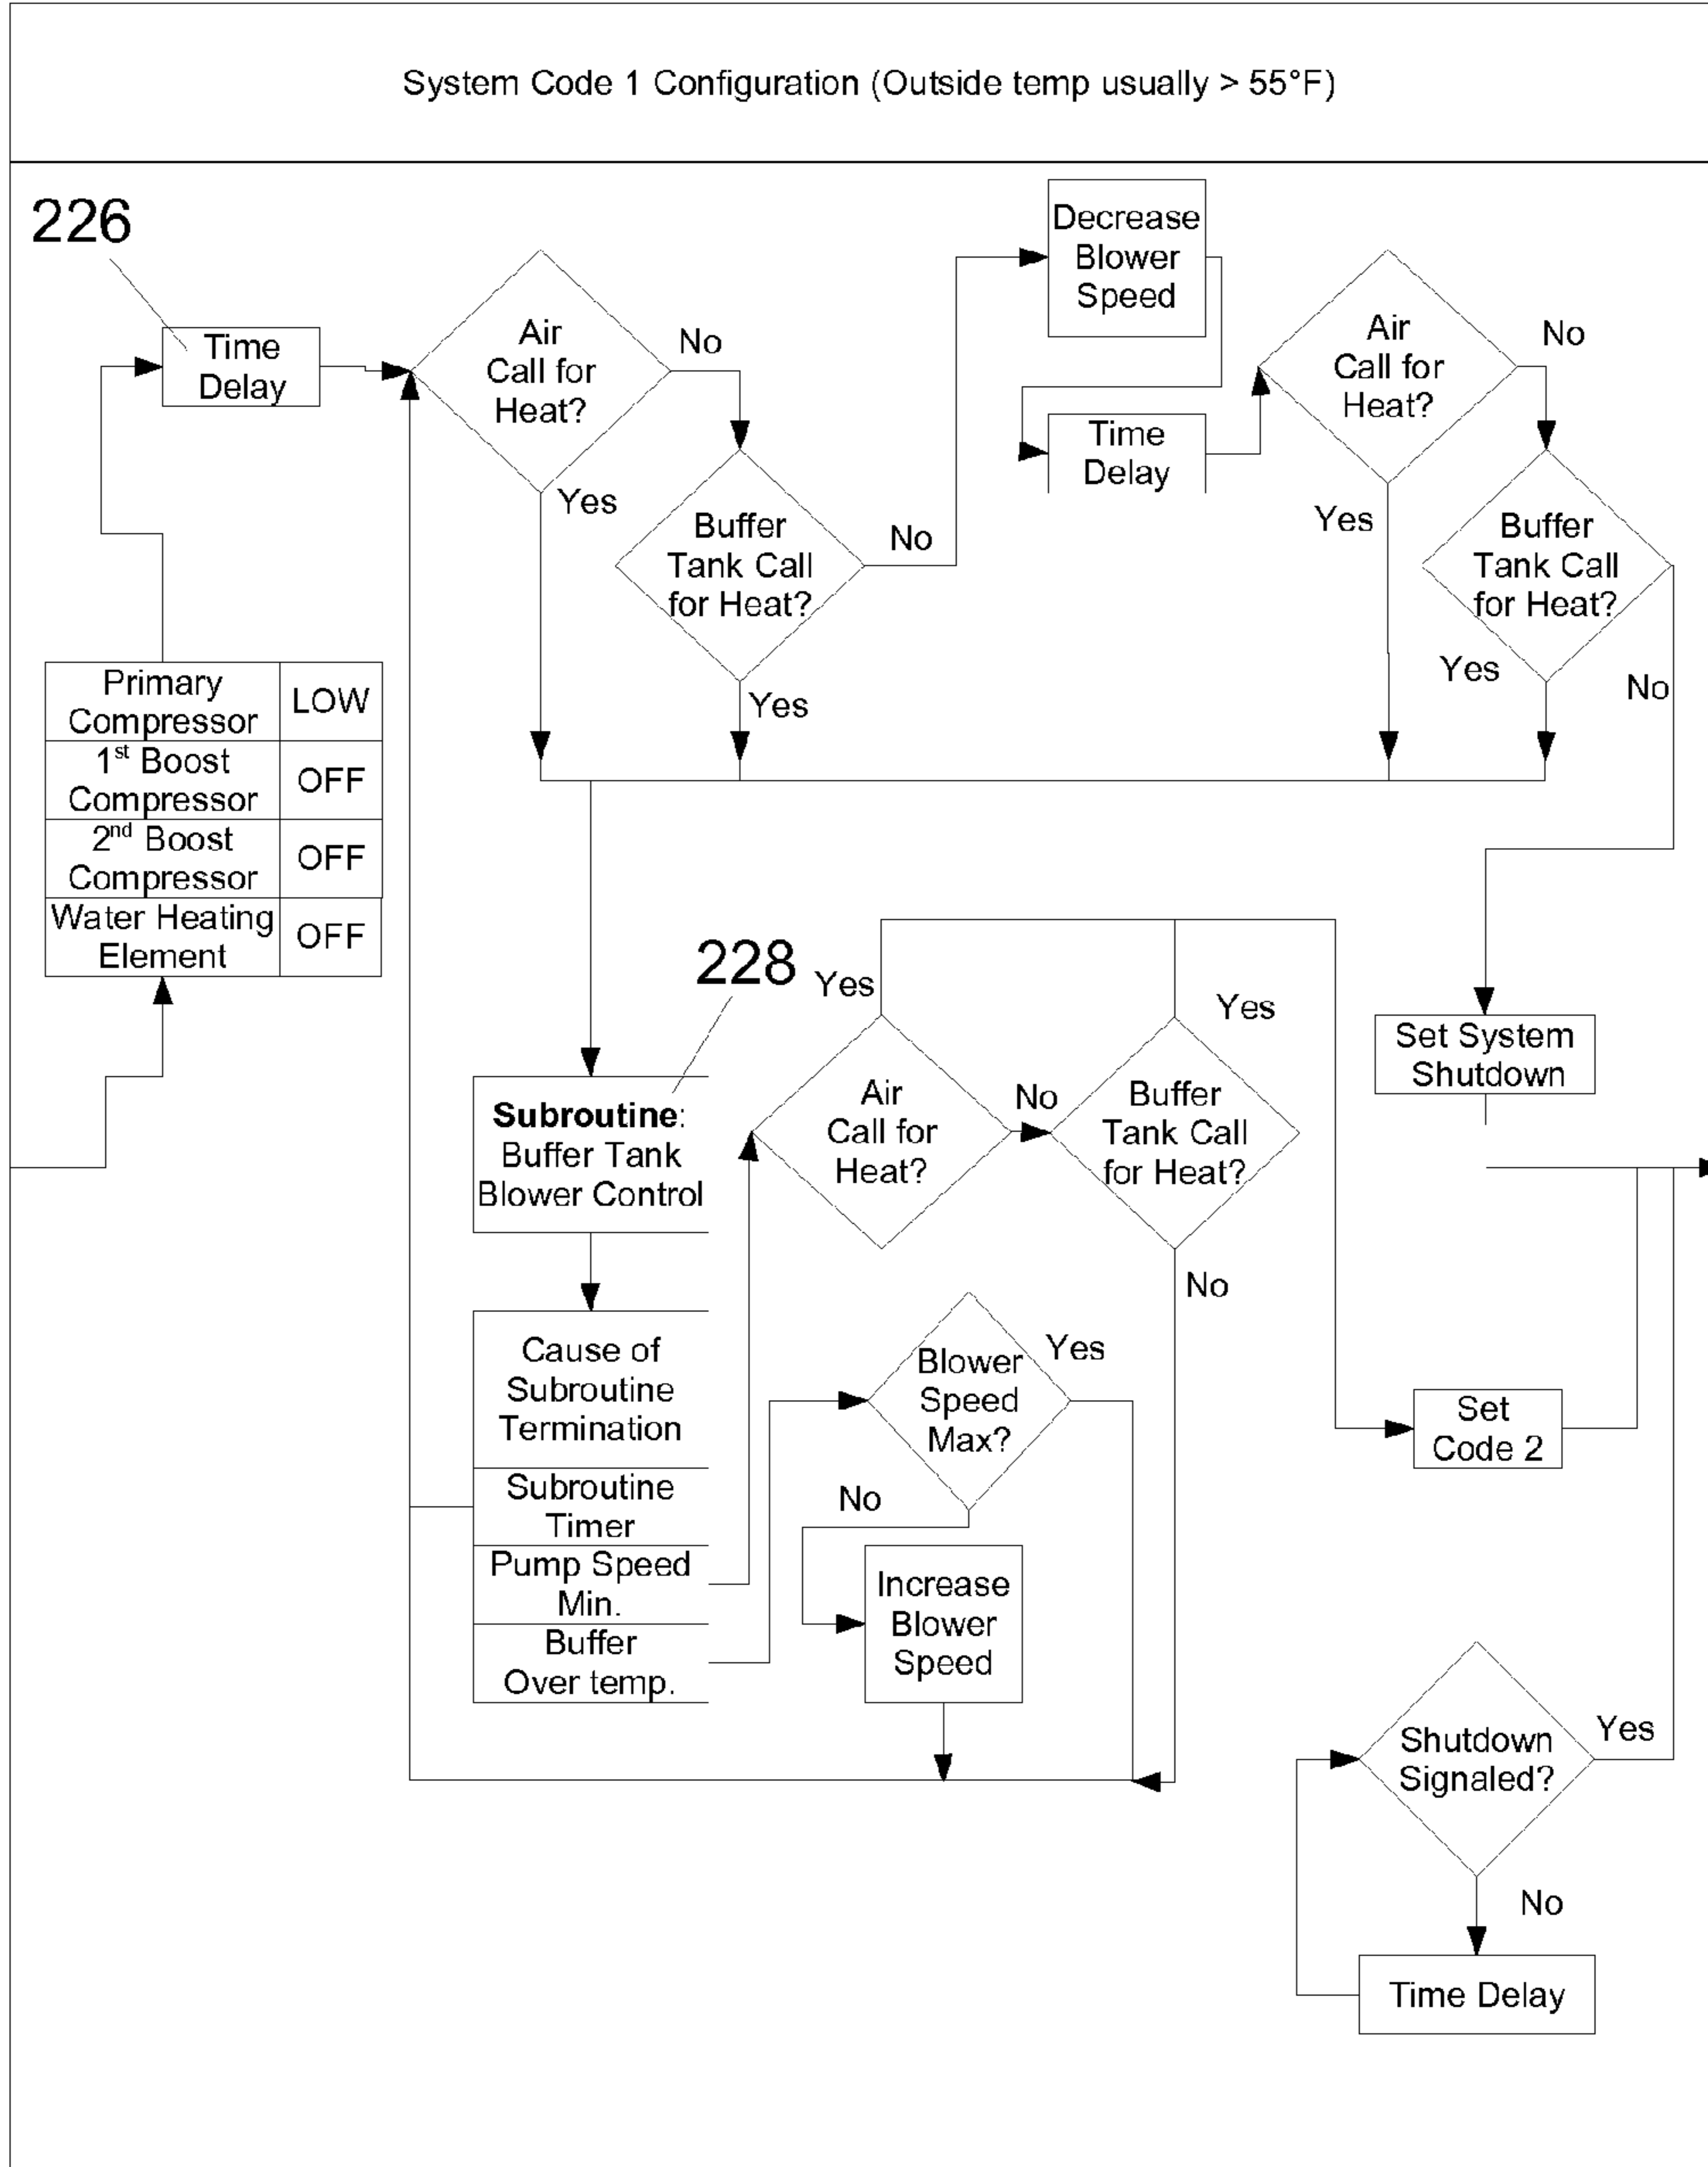 System Code 1 Configuration (Outside temp usually > 55°F)
226
Time
Delay
Air
Call for
Heat?
No
Yes
Buffer
Tank Call
for Heat?
No
Yes
Decrease
Blower
Speed
Time
Delay
Air
Call for
Heat?
No
Yes
Buffer
Tank Call
for Heat?
Yes
No
Primary
Compressor
LOW
1st Boost
Compressor
OFF
2nd Boost
Compressor
OFF
Water Heating
Element
OFF
228
Subroutine:
Buffer Tank
Blower Control
Yes
Air
Call for
Heat?
No
Yes
Buffer
Tank Call
for Heat?
No
Set System
Shutdown
Cause of
Subroutine
Termination
Subroutine
Timer
Pump Speed
Min.
Buffer
Over temp.
Blower
Speed
Max?
Yes
No
Increase
Blower
Speed
Set
Code 2
Shutdown
Signaled?
Yes
No
Time Delay